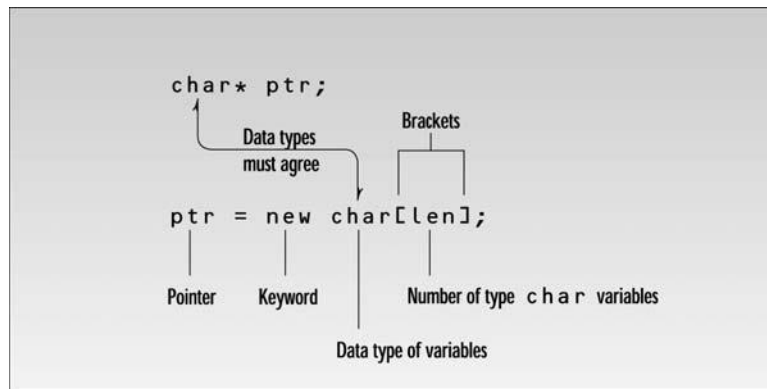 char* ptr;
Brackets
Data types
must agree
ptr = new char[len];
Pointer
Keyword
Number of type char variables
Data type of variables